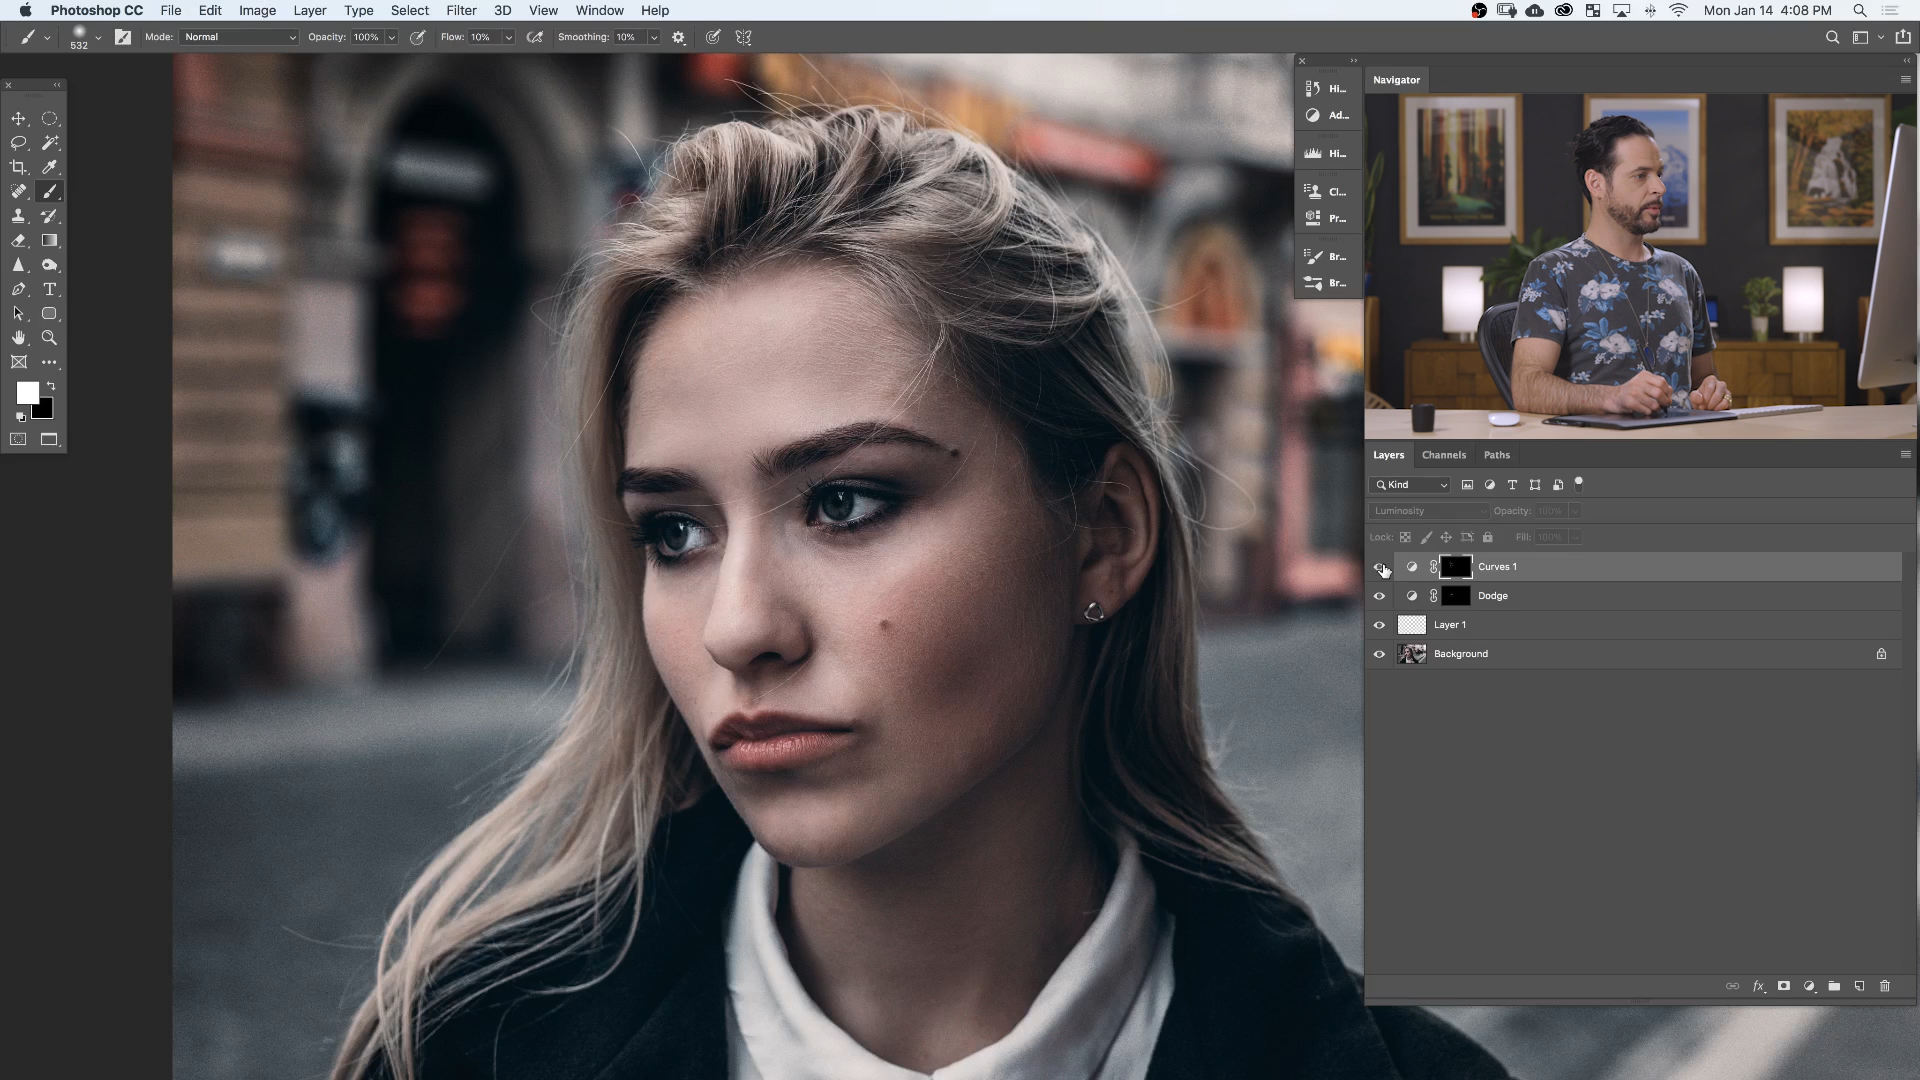 Photoshop CC File Edit Image Layer Type Select Filter 3D View Window Help Mon Jan 14 4:08 PM
532 Mode: Normal Opacity: 100% Flow: 10% Smoothing: 10%
Hi...
Ad...
Hi...
Cl...
Pr...
Br...
Br...
Navigator
Layers Channels Paths
Kind
Luminosity Opacity: 100%
Lock: Fill: 100%
Curves 1
Dodge
Layer 1
Background